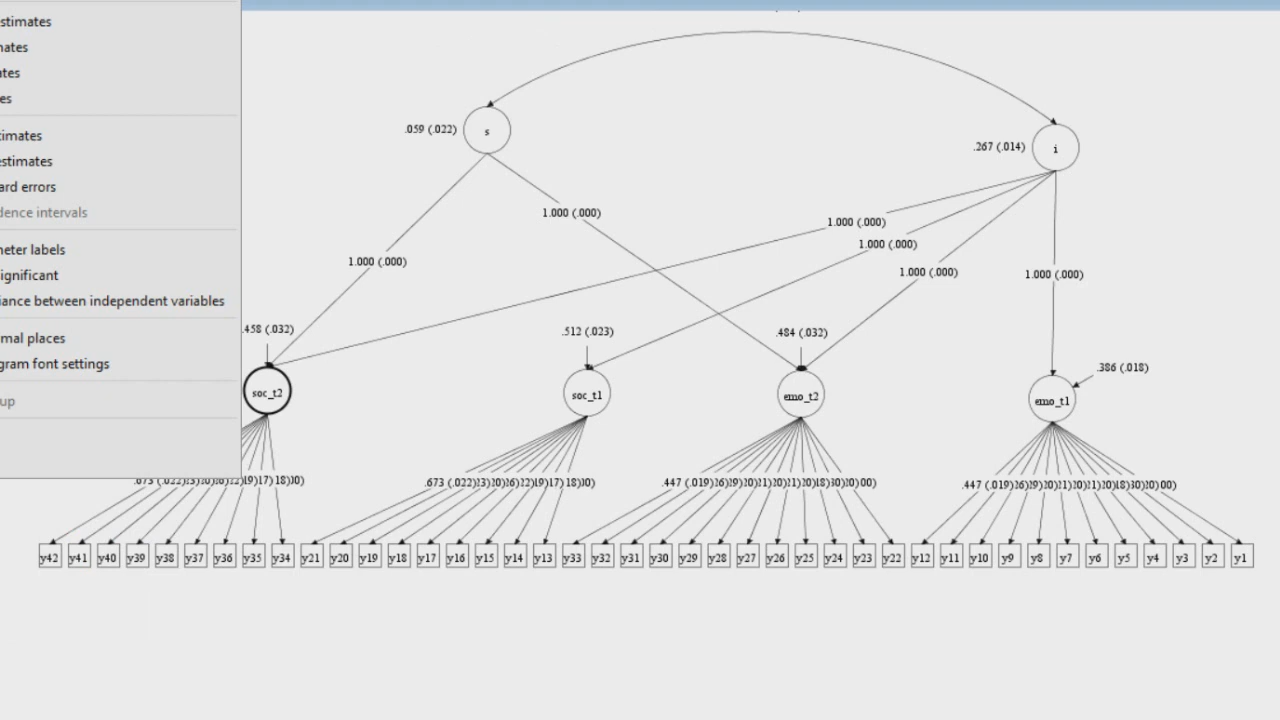 stimates
nates
ates
es
timates
estimates
ard errors
dence intervals
neter labels
ignificant
iance between independent variables
mal places
gram font settings
up
.059 (.022)
s
.267 (.014)
i
1.000 (.000)
1.000 (.000)
1.000 (.000)
1.000 (.000)
1.000 (.000)
1.000 (.000)
.458 (.032)
.512 (.023)
.484 (.032)
.386 (.018)
soc_t2
soc_t1
emo_t2
emo_t1
.673 (.022)
.447 (.019)
.447 (.019)
y42 y41 y40 y39 y38 y37 y36 y35 y34 y21 y20 y19 y18 y17 y16 y15 y14 y13 y33 y32 y31 y30 y29 y28 y27 y26 y25 y24 y23 y22 y12 y11 y10 y9 y8 y7 y6 y5 y4 y3 y2 y1